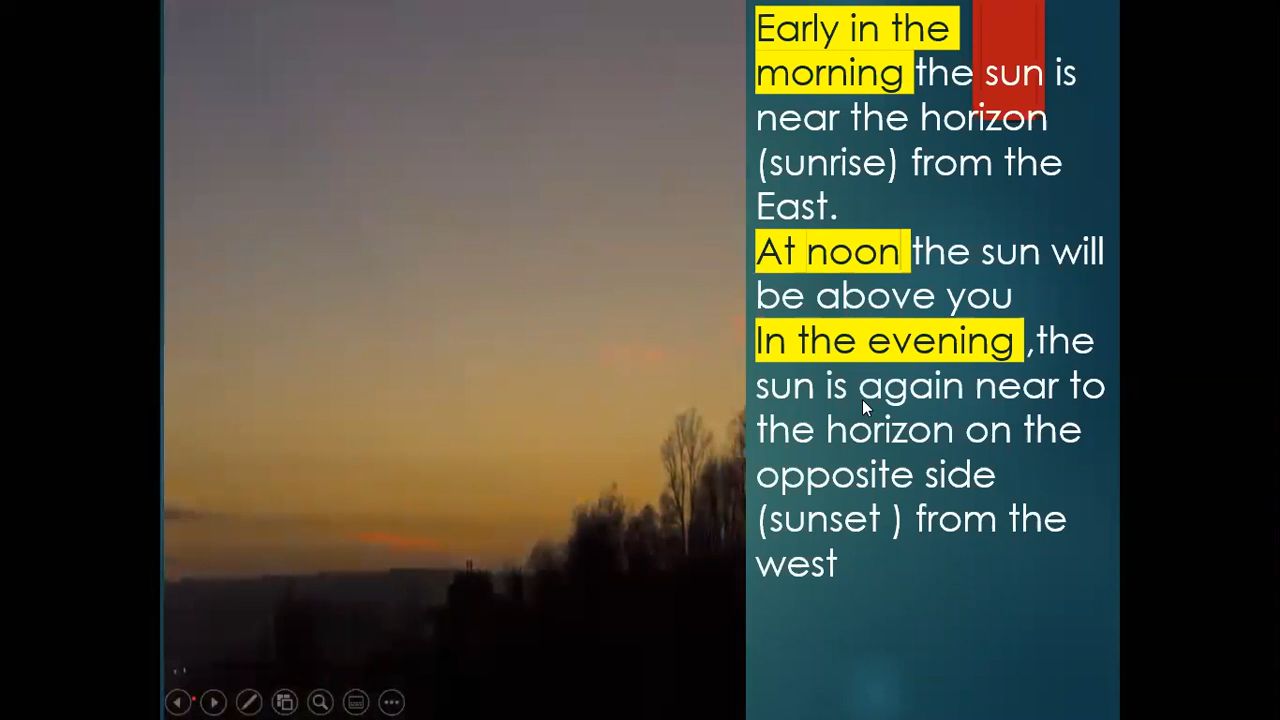 Early in the
morning the sun is
near the horizon
(sunrise) from the
East.
At noon the sun will
be above you
In the evening ,the
sun is again near to
the horizon on the
opposite side
(sunset ) from the
west